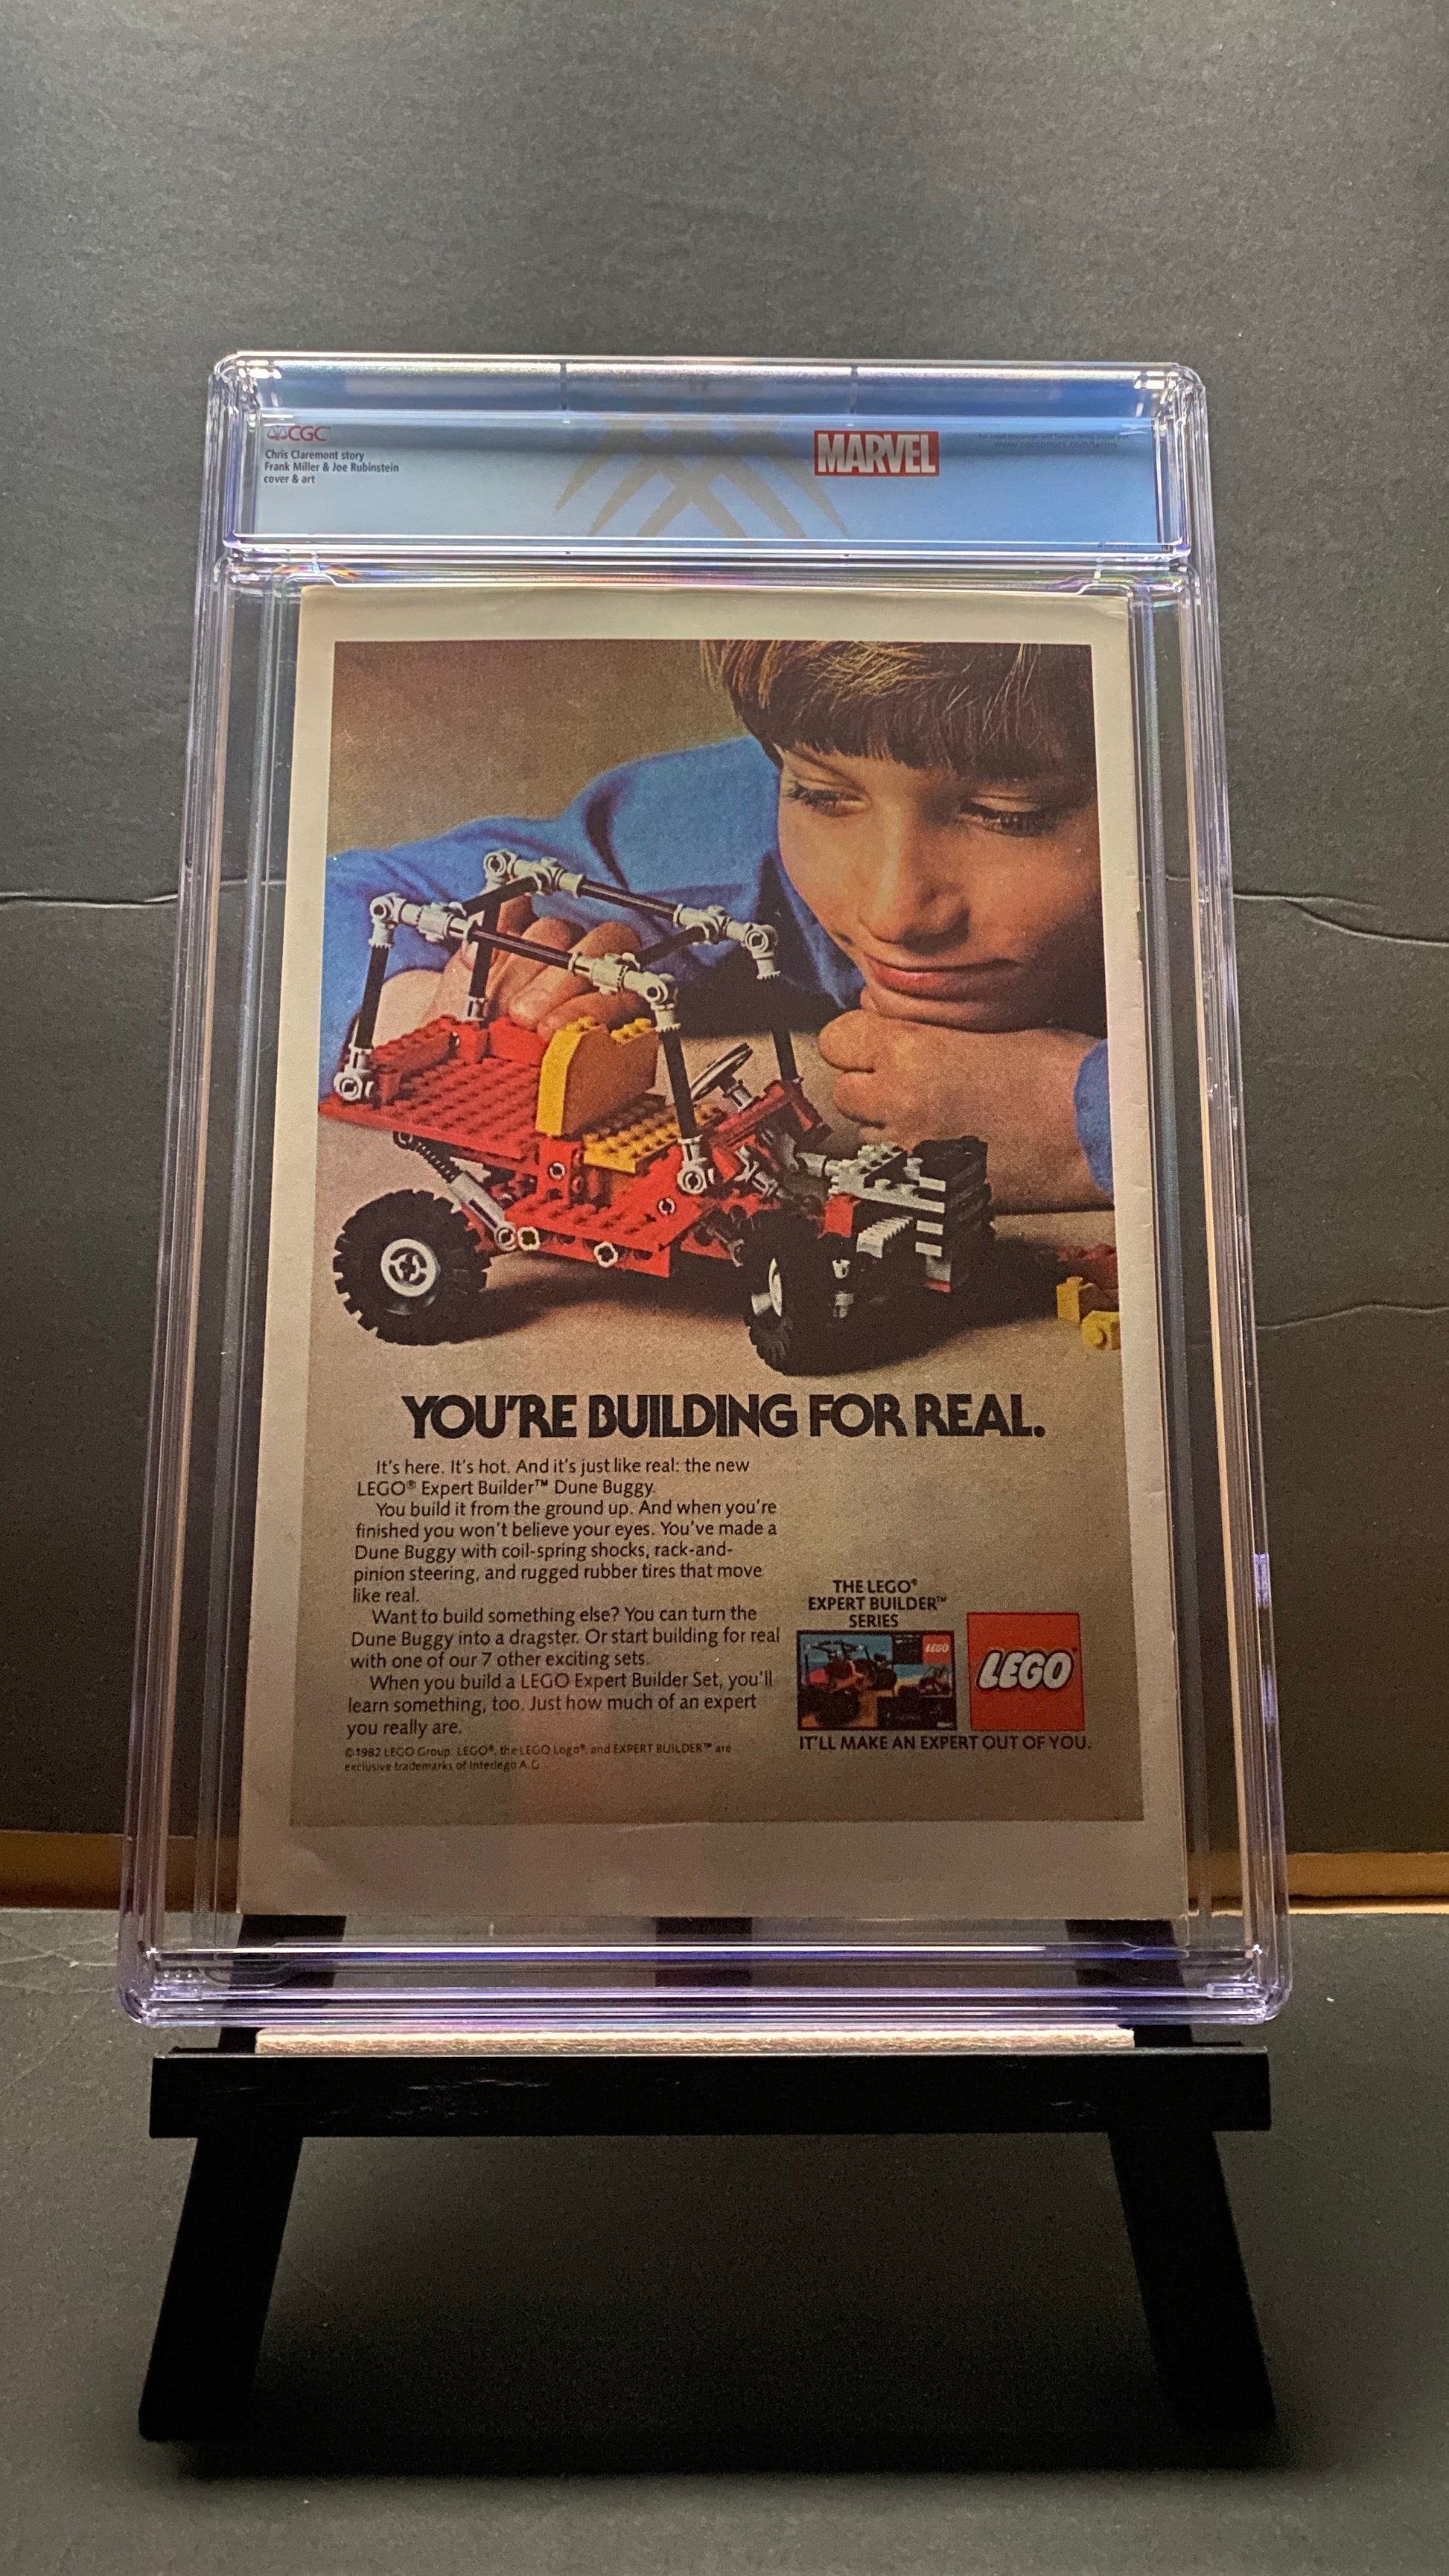 CGC
Chris Claremont story
Frank Miller & Joe Rubinstein
cover & art
MARVEL
www.cgccomics.com/terms
YOU'RE BUILDING FOR REAL.
It's here. It's hot. And it's just like real: the new
LEGO® Expert Builder™ Dune Buggy.
You build it from the ground up. And when you're
finished you won't believe your eyes. You've made a
Dune Buggy with coil-spring shocks, rack-and-
pinion steering, and rugged rubber tires that move
like real.
Want to build something else? You can turn the
Dune Buggy into a dragster. Or start building for real
with one of our 7 other exciting sets.
When you build a LEGO Expert Builder Set, you'll
learn something, too. Just how much of an expert
you really are.
©1982 LEGO Group. LEGO®, the LEGO Logo®, and EXPERT BUILDER™ are
exclusive trademarks of Interlego A.G.
THE LEGO®
EXPERT BUILDER™
SERIES
LEGO
LEGO®
IT'LL MAKE AN EXPERT OUT OF YOU.